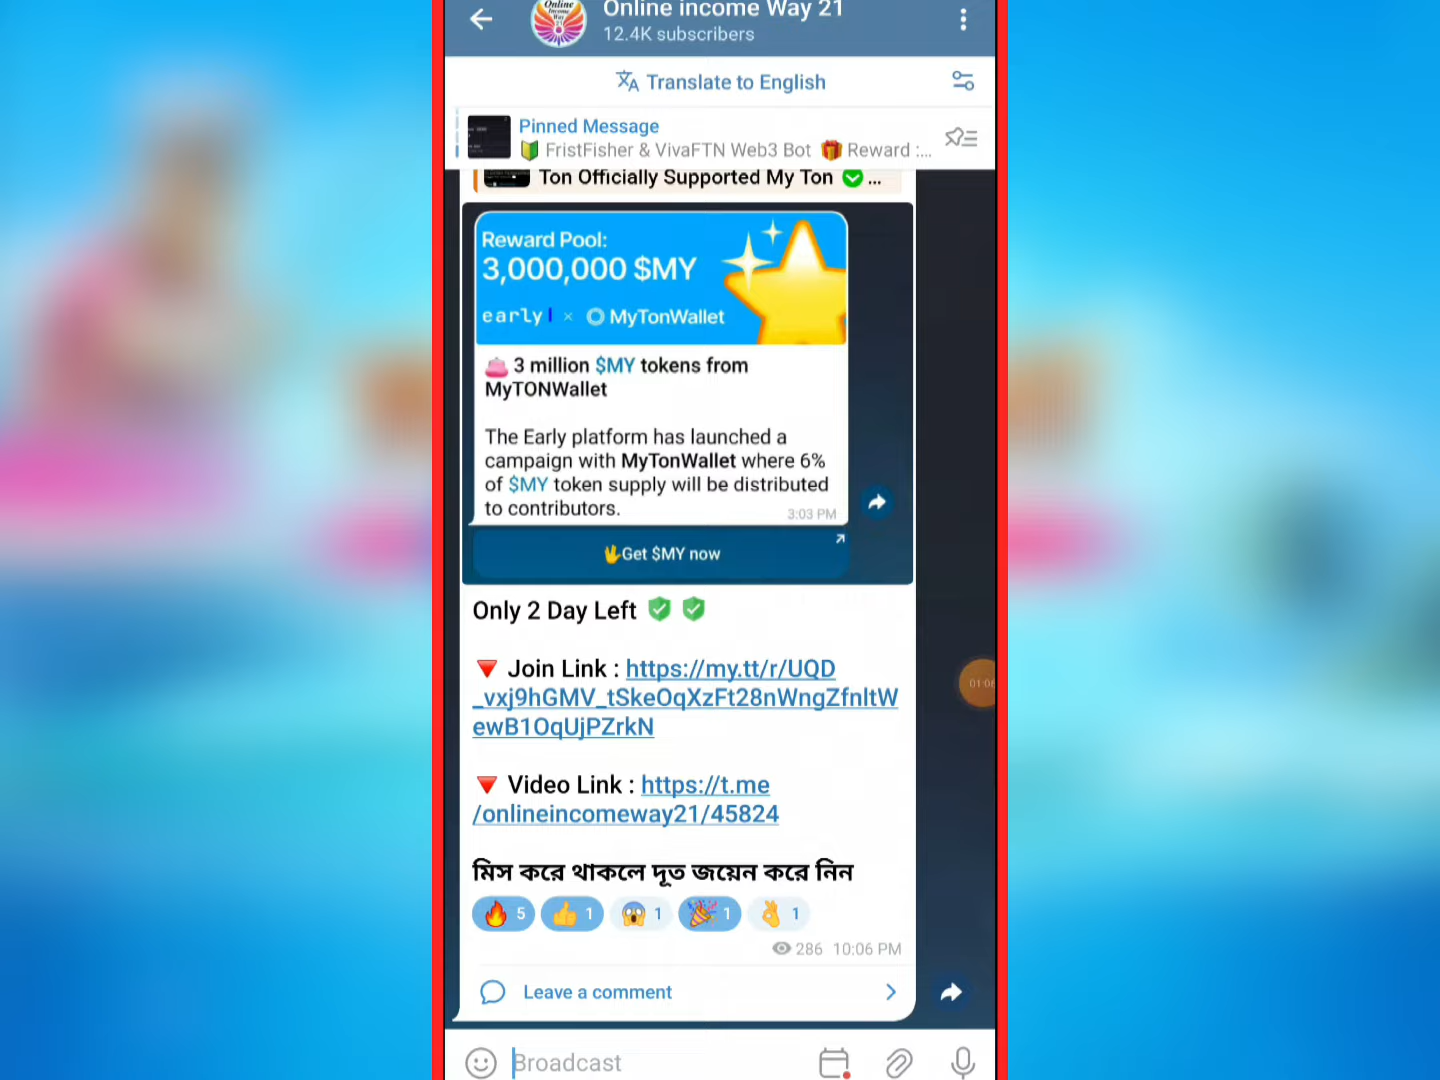 Online income Way 21
12.4K subscribers
Translate to English
Pinned Message
🔰 FristFisher & VivaFTN Web3 Bot 🎁 Reward :...
Ton Officially Supported My Ton ✅ ...
Reward Pool:
3,000,000 $MY
early × MyTonWallet
👛 3 million $MY tokens from
MyTONWallet
The Early platform has launched a
campaign with MyTonWallet where 6%
of $MY token supply will be distributed
to contributors.
3:03 PM
🖖Get $MY now
Only 2 Day Left
🔻 Join Link : https://my.tt/r/UQD
_vxj9hGMV_tSkeOqXzFt28nWngZfnltW
ewB1OqUjPZrkN
01:06
🔻 Video Link : https://t.me
/onlineincomeway21/45824
মিস করে থাকলে দূত জয়েন করে নিন
🔥 5 👍 1 😱 1 🎉 1 👌 1
286 10:06 PM
Leave a comment
Broadcast